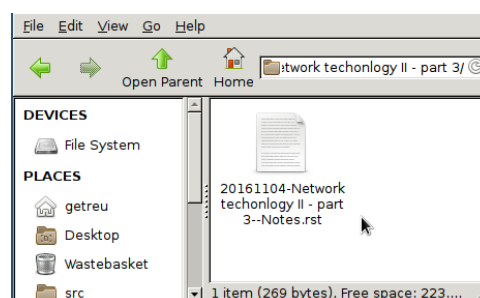 File Edit View Go Help
Open Parent Home
twork techonlogy II - part 3/
DEVICES
File System
PLACES
getreu
Desktop
Wastebasket
src
20161104-Network
techonlogy II - part
3--Notes.rst
1 item (269 bytes), Free space: 223....